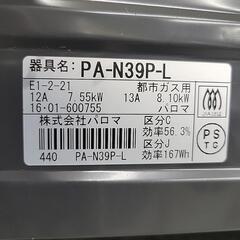 器具名: PA-N39P-L
E1-2-21 都市ガス用
12A 7.55kW 13A 8.10kW
16・01-600755 パロマ
株式会社パロマ 区分C
効率56.3%
区分J
440 PA-N39P-L 効率167Wh
PS
TG